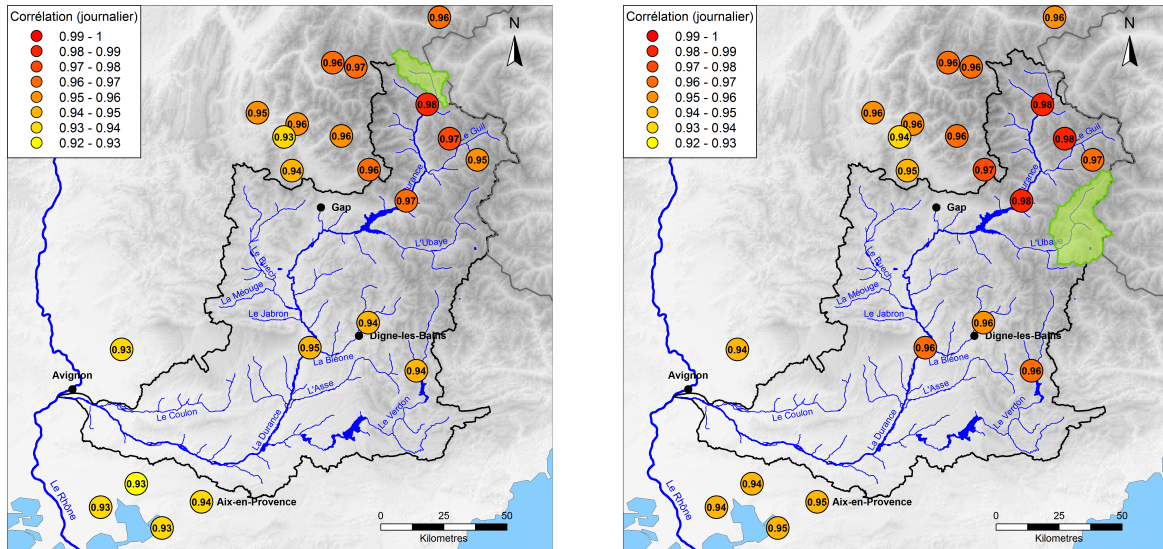 Corrélation (journalier)
0.99 - 1
0.98 - 0.99
0.97 - 0.98
0.96 - 0.97
0.95 - 0.96
0.94 - 0.95
0.93 - 0.94
0.92 - 0.93
0.96
N
0.96
0.97
0.98
0.95
0.96
0.93
0.96
0.97
Le Guil
0.95
0.94
0.96
urance
0.97
Gap
L'Ubaye
Le Buech
La Méouge
Le Jabron
0.94
Digne-les-Bains
0.95
0.93
La Bléone
0.94
Avignon
L'Asse
Le Coulon
La Durance
Le Verdon
0.93
Le Rhône
0.93
0.94
Aix-en-Provence
0.93
0 25 50
Kilometres
Corrélation (journalier)
0.99 - 1
0.98 - 0.99
0.97 - 0.98
0.96 - 0.97
0.95 - 0.96
0.94 - 0.95
0.93 - 0.94
0.92 - 0.93
0.96
N
0.96
0.96
0.98
0.96
0.96
0.94
0.96
0.98
Le Guil
0.97
0.95
0.97
urance
0.98
Gap
L'Ubaye
Le Buech
La Méouge
Le Jabron
0.96
Digne-les-Bains
0.96
0.94
La Bléone
0.96
Avignon
L'Asse
Le Coulon
La Durance
Le Verdon
0.94
Le Rhône
0.94
0.95
Aix-en-Provence
0.95
0 25 50
Kilometres